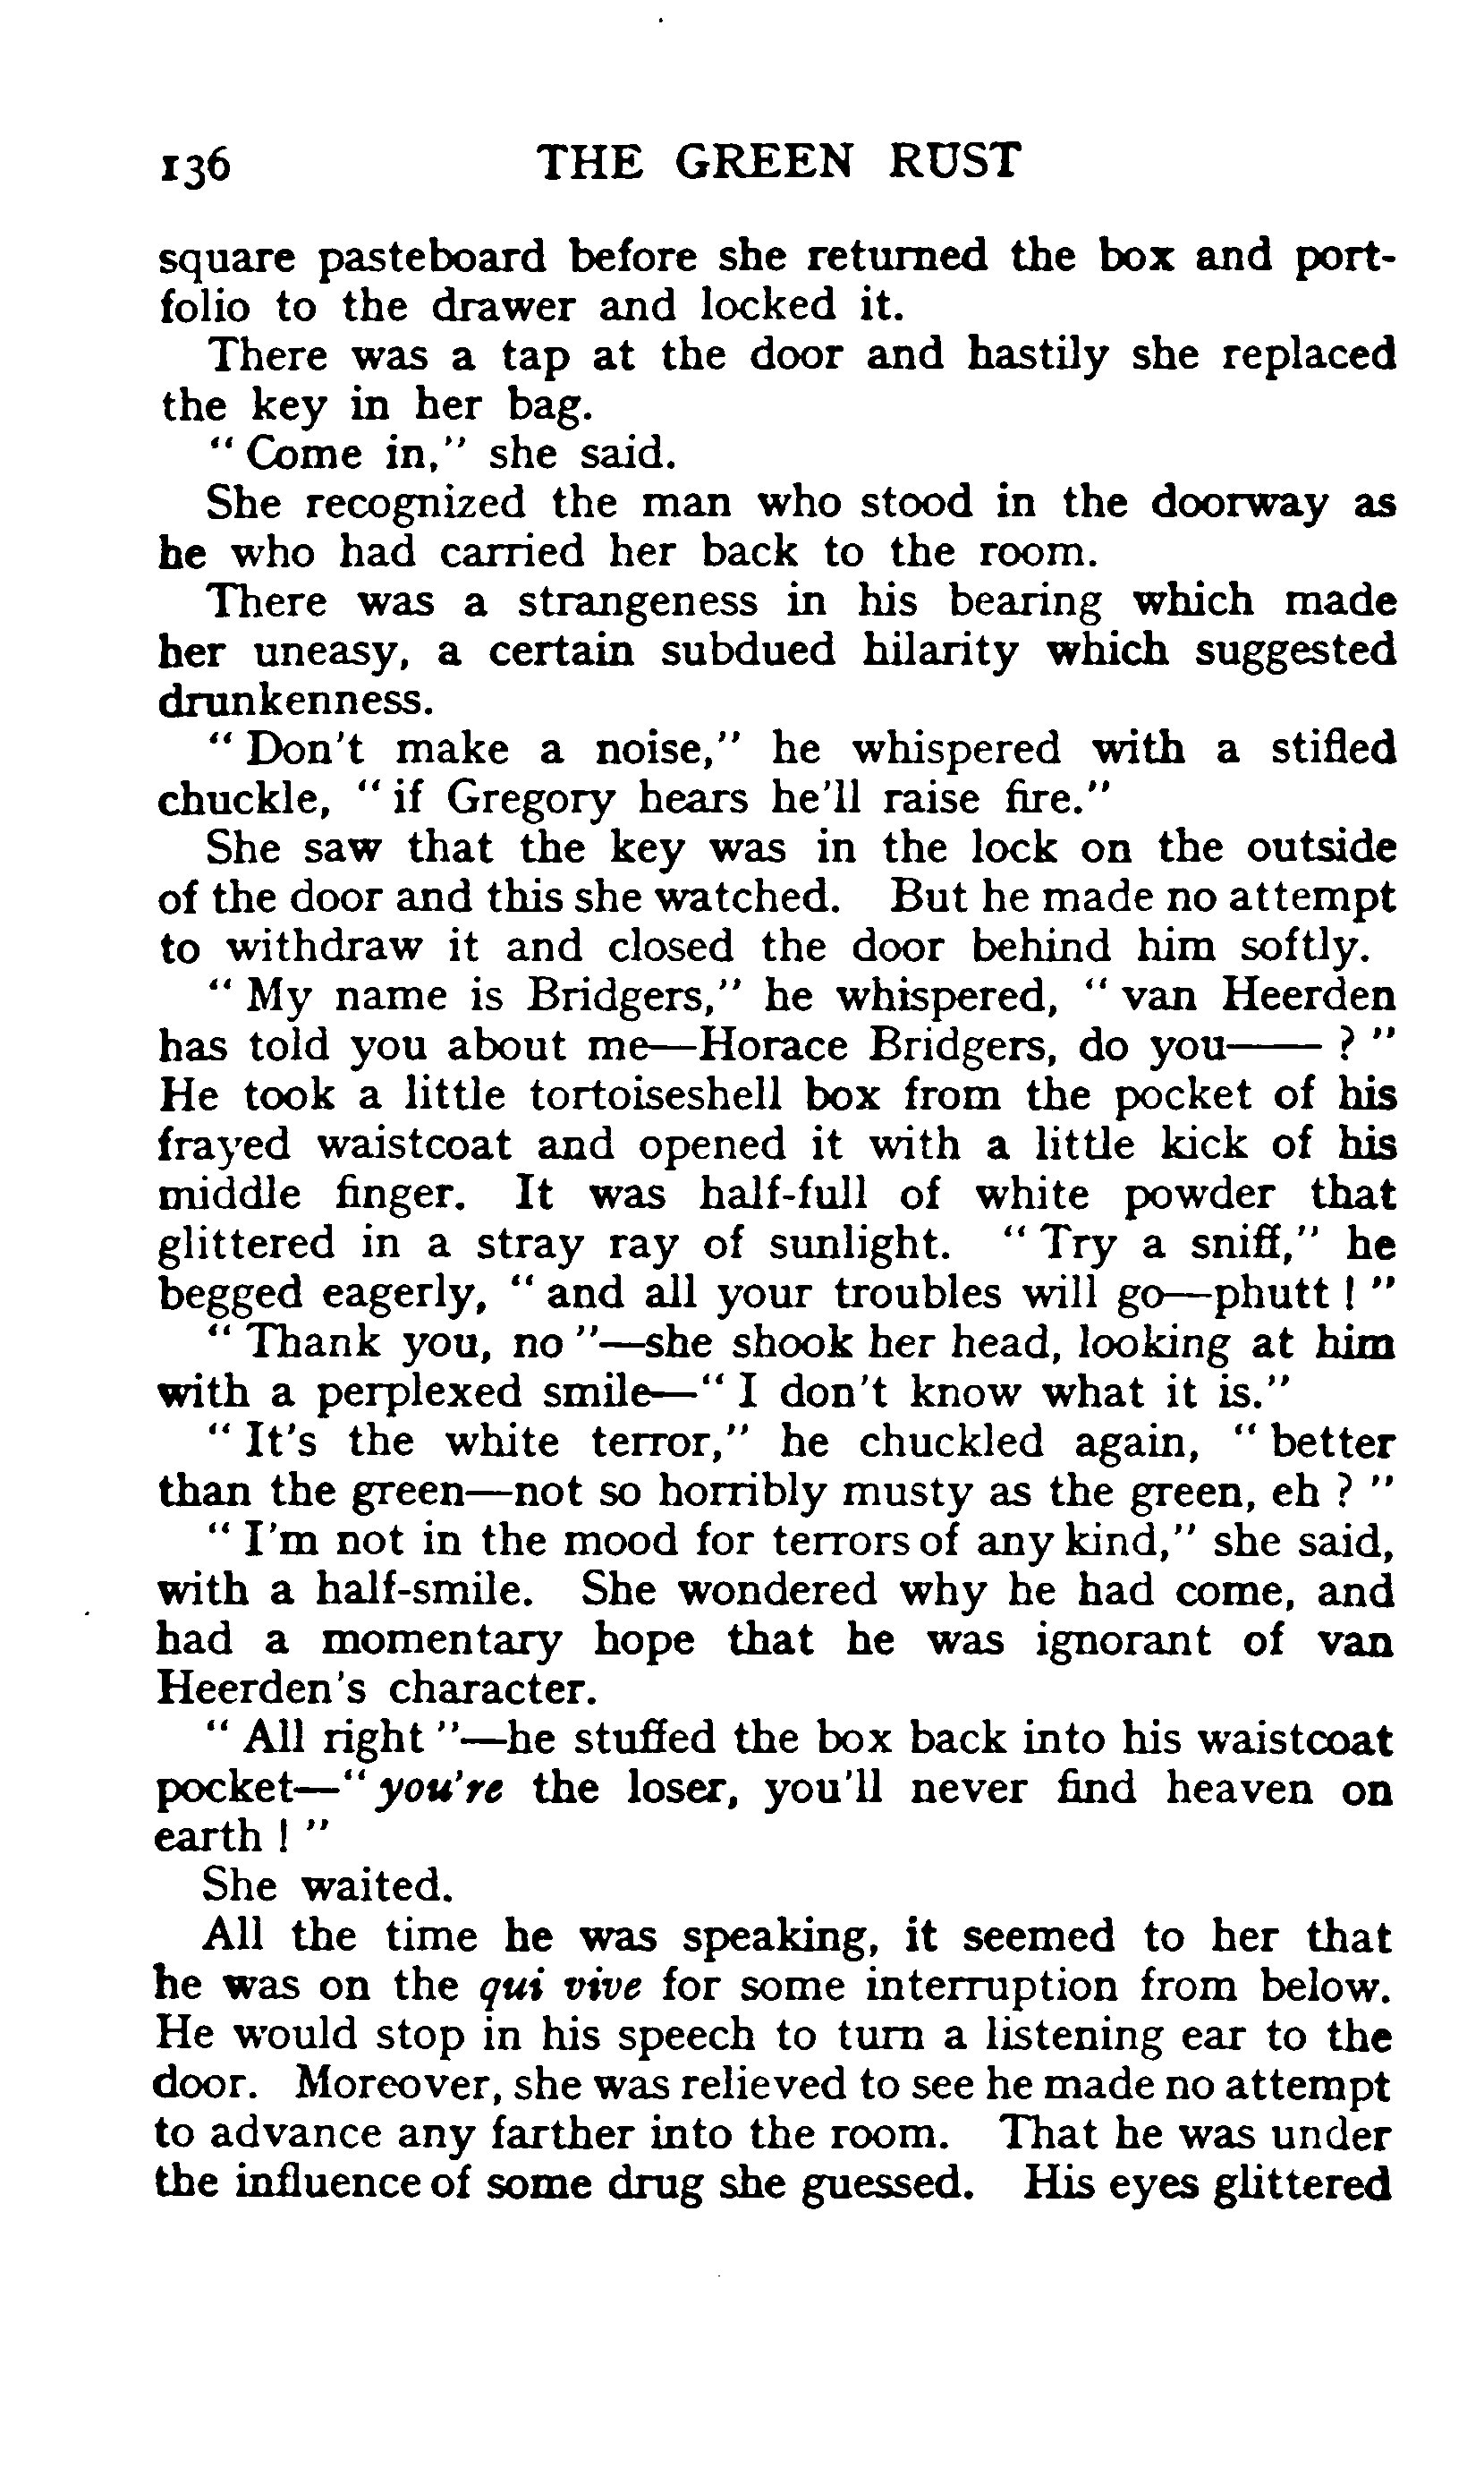 136 THE GREEN RUST
square pasteboard before she returned the box and port-
folio to the drawer and locked it.
There was a tap at the door and hastily she replaced
the key in her bag.
" Come in," she said.
She recognized the man who stood in the doorway as
he who had carried her back to the room.
There was a strangeness in his bearing which made
her uneasy, a certain subdued hilarity which suggested
drunkenness.
" Don't make a noise," he whispered with a stifled
chuckle, " if Gregory hears he'll raise fire."
She saw that the key was in the lock on the outside
of the door and this she watched. But he made no attempt
to withdraw it and closed the door behind him softly.
" My name is Bridgers," he whispered, " van Heerden
has told you about me—Horace Bridgers, do you—— ? "
He took a little tortoiseshell box from the pocket of his
frayed waistcoat and opened it with a little kick of his
middle finger. It was half-full of white powder that
glittered in a stray ray of sunlight. " Try a sniff," he
begged eagerly, " and all your troubles will go—phutt ! "
" Thank you, no "—she shook her head, looking at him
with a perplexed smile—" I don't know what it is."
" It's the white terror," he chuckled again, " better
than the green—not so horribly musty as the green, eh ? "
" I'm not in the mood for terrors of any kind," she said,
with a half-smile. She wondered why he had come, and
had a momentary hope that he was ignorant of van
Heerden's character.
" All right "—he stuffed the box back into his waistcoat
pocket—" you're the loser, you'll never find heaven on
earth ! "
She waited.
All the time he was speaking, it seemed to her that
he was on the qui vive for some interruption from below.
He would stop in his speech to turn a listening ear to the
door. Moreover, she was relieved to see he made no attempt
to advance any farther into the room. That he was under
the influence of some drug she guessed. His eyes glittered